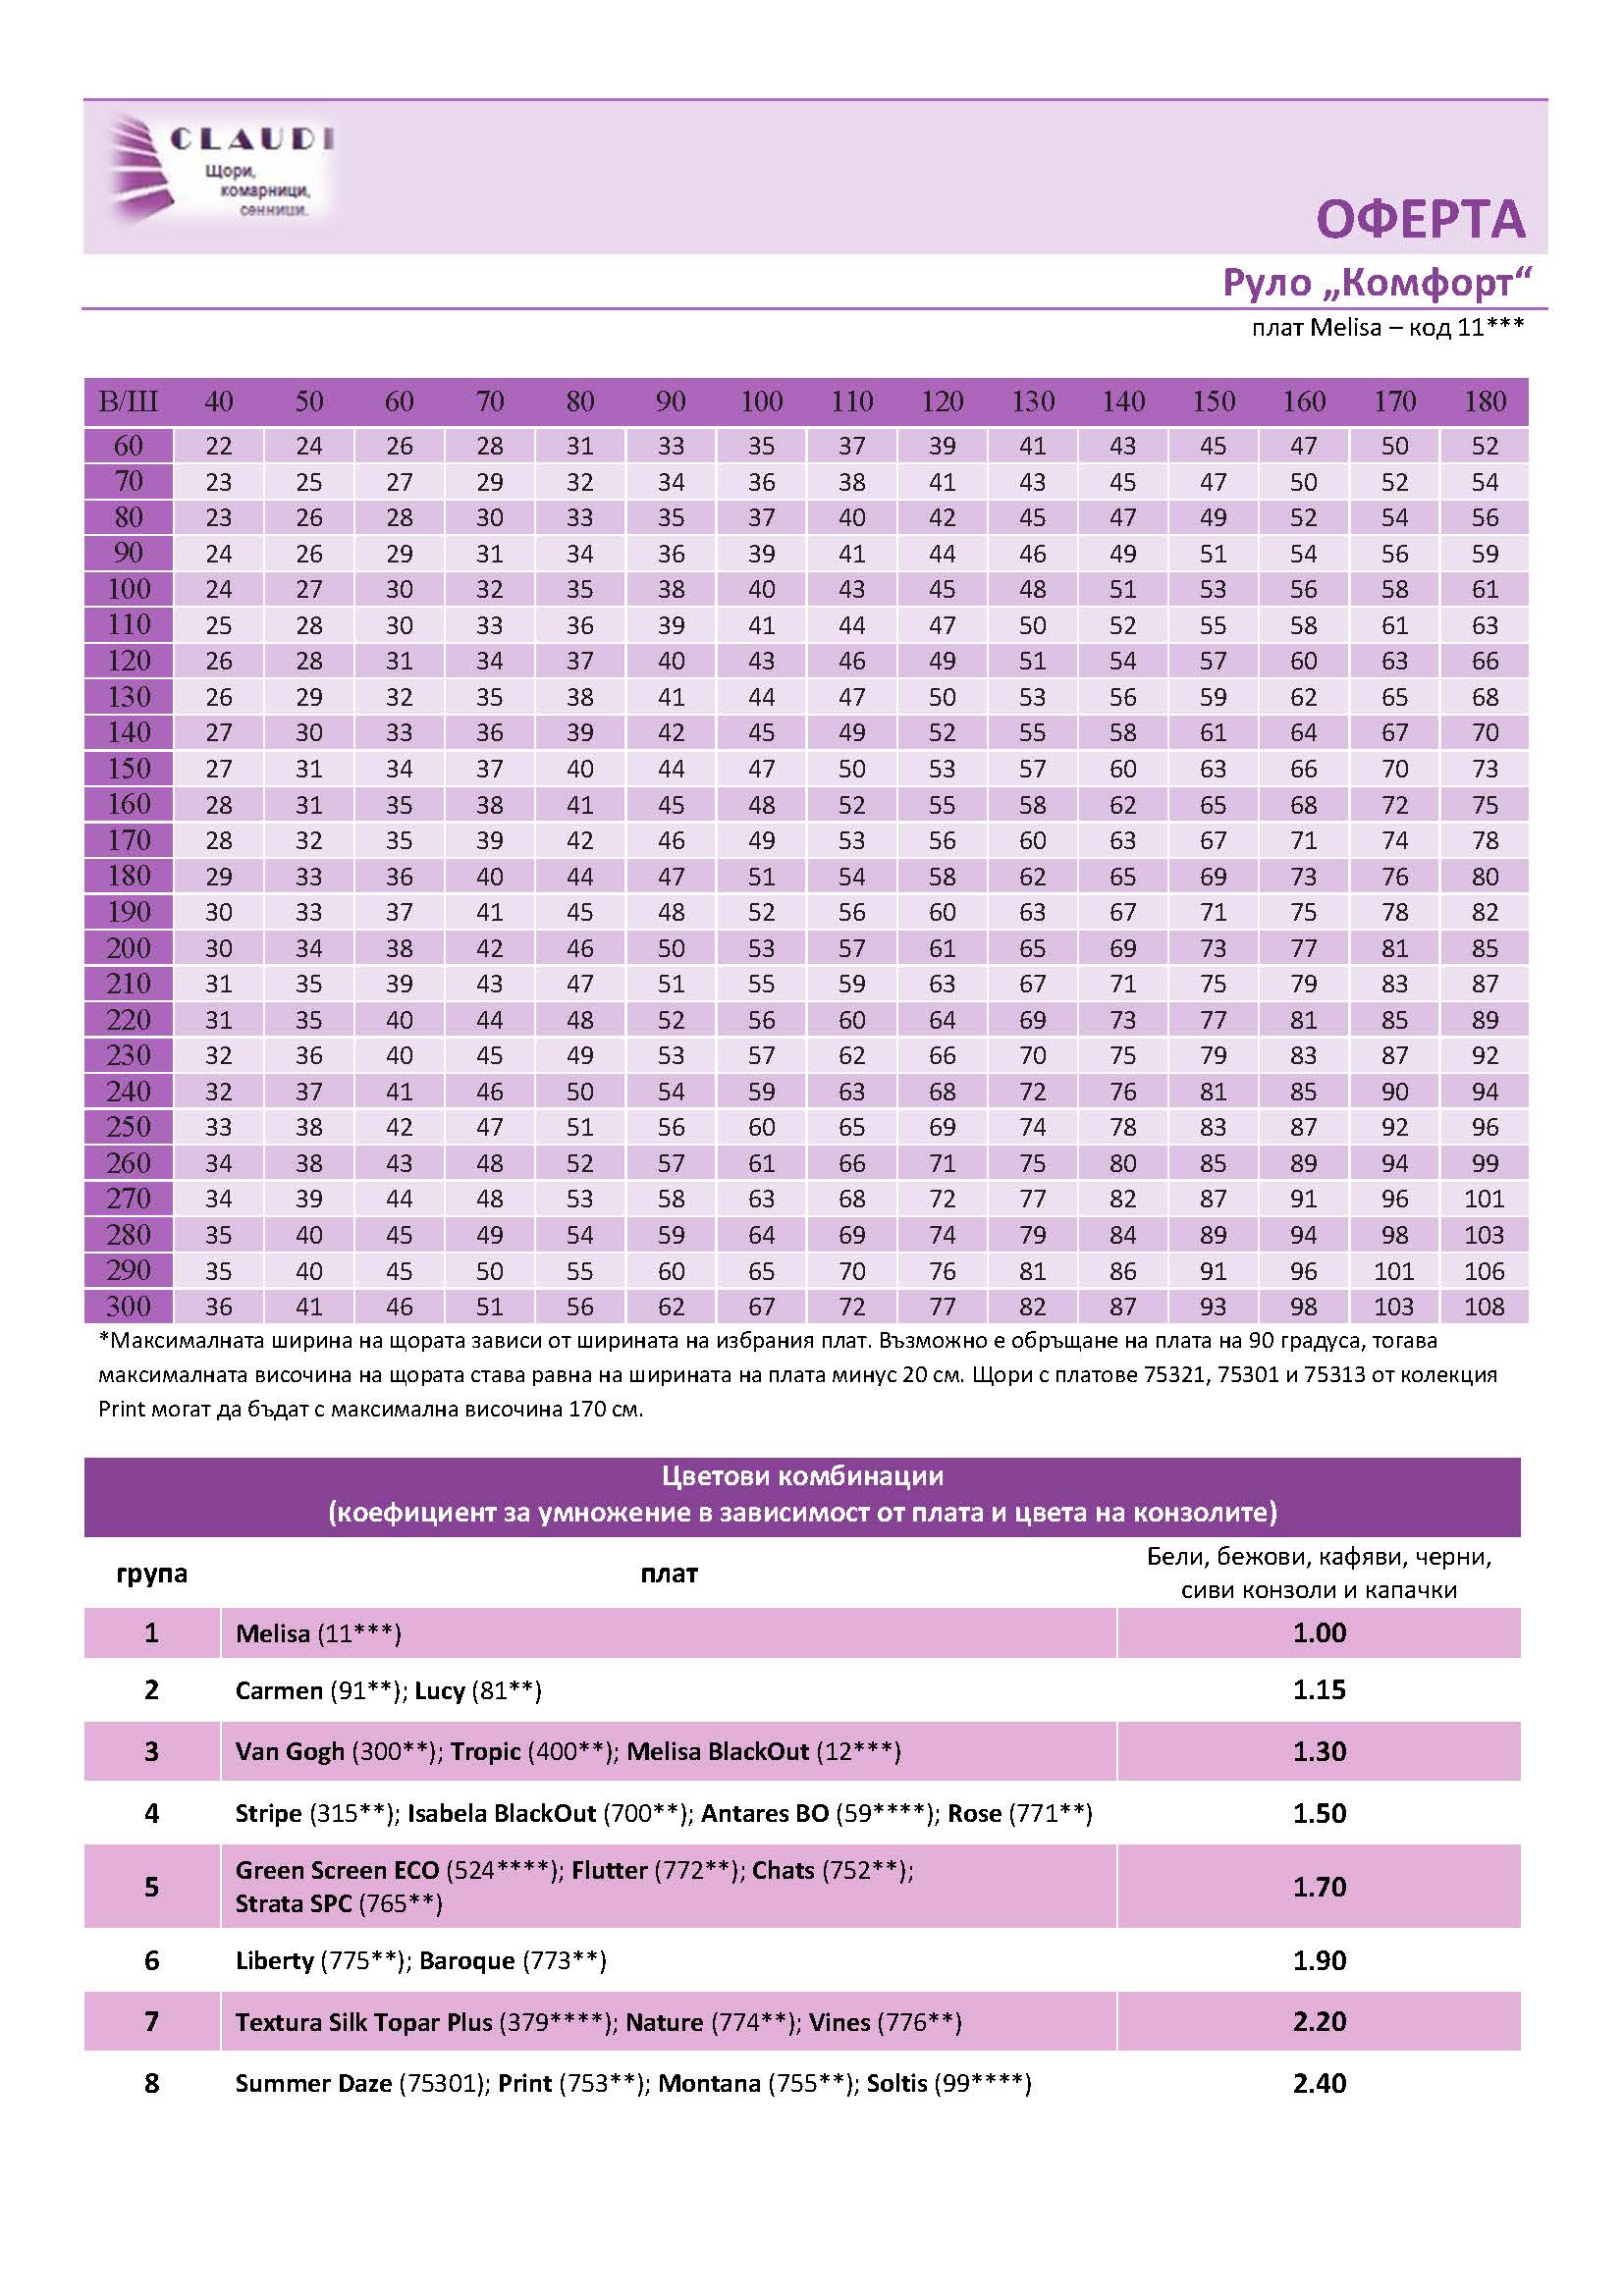 CLAUDI
Щори,
комарници,
сенници.
ОФЕРТА
Руло „Комфорт“
плат Melisa – код 11***
В/Ш 40 50 60 70 80 90 100 110 120 130 140 150 160 170 180
60 22 24 26 28 31 33 35 37 39 41 43 45 47 50 52
70 23 25 27 29 32 34 36 38 41 43 45 47 50 52 54
80 23 26 28 30 33 35 37 40 42 45 47 49 52 54 56
90 24 26 29 31 34 36 39 41 44 46 49 51 54 56 59
100 24 27 30 32 35 38 40 43 45 48 51 53 56 58 61
110 25 28 30 33 36 39 41 44 47 50 52 55 58 61 63
120 26 28 31 34 37 40 43 46 49 51 54 57 60 63 66
130 26 29 32 35 38 41 44 47 50 53 56 59 62 65 68
140 27 30 33 36 39 42 45 49 52 55 58 61 64 67 70
150 27 31 34 37 40 44 47 50 53 57 60 63 66 70 73
160 28 31 35 38 41 45 48 52 55 58 62 65 68 72 75
170 28 32 35 39 42 46 49 53 56 60 63 67 71 74 78
180 29 33 36 40 44 47 51 54 58 62 65 69 73 76 80
190 30 33 37 41 45 48 52 56 60 63 67 71 75 78 82
200 30 34 38 42 46 50 53 57 61 65 69 73 77 81 85
210 31 35 39 43 47 51 55 59 63 67 71 75 79 83 87
220 31 35 40 44 48 52 56 60 64 69 73 77 81 85 89
230 32 36 40 45 49 53 57 62 66 70 75 79 83 87 92
240 32 37 41 46 50 54 59 63 68 72 76 81 85 90 94
250 33 38 42 47 51 56 60 65 69 74 78 83 87 92 96
260 34 38 43 48 52 57 61 66 71 75 80 85 89 94 99
270 34 39 44 48 53 58 63 68 72 77 82 87 91 96 101
280 35 40 45 49 54 59 64 69 74 79 84 89 94 98 103
290 35 40 45 50 55 60 65 70 76 81 86 91 96 101 106
300 36 41 46 51 56 62 67 72 77 82 87 93 98 103 108
*Максималната ширина на щората зависи от ширината на избрания плат. Възможно е обръщане на плата на 90 градуса, тогава
максималната височина на щората става равна на ширината на плата минус 20 см. Щори с платове 75321, 75301 и 75313 от колекция
Print могат да бъдат с максимална височина 170 см.
Цветови комбинации
(коефициент за умножение в зависимост от плата и цвета на конзолите)
група плат Бели, бежови, кафяви, черни,
сиви конзоли и капачки
1 Melisa (11***) 1.00
2 Carmen (91**); Lucy (81**) 1.15
3 Van Gogh (300**); Tropic (400**); Melisa BlackOut (12***) 1.30
4 Stripe (315**); Isabela BlackOut (700**); Antares BO (59****); Rose (771**) 1.50
5 Green Screen ECO (524****); Flutter (772**); Chats (752**); 1.70
Strata SPC (765**)
6 Liberty (775**); Baroque (773**) 1.90
7 Textura Silk Topar Plus (379****); Nature (774**); Vines (776**) 2.20
8 Summer Daze (75301); Print (753**); Montana (755**); Soltis (99****) 2.40